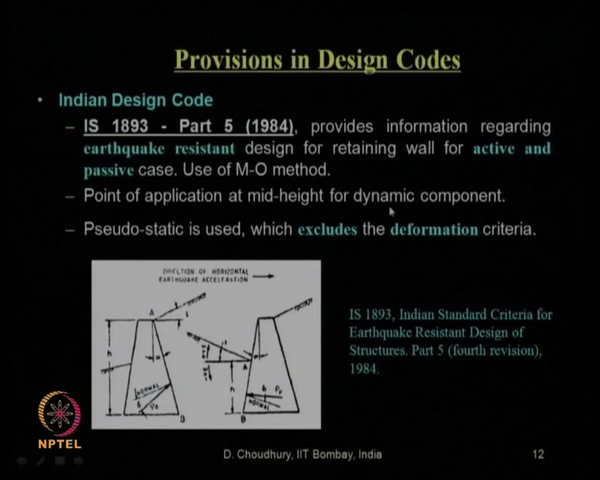 Provisions in Design Codes
• Indian Design Code
– IS 1893 - Part 5 (1984), provides information regarding
earthquake resistant design for retaining wall for active and
passive case. Use of M-O method.
– Point of application at mid-height for dynamic component.
– Pseudo-static is used, which excludes the deformation criteria.
DIRECTION OF HORIZONTAL
EARTHQUAKE ACCELERATION
A
A
h
h
NORMAL
NORMAL
B
B
IS 1893, Indian Standard Criteria for
Earthquake Resistant Design of
Structures. Part 5 (fourth revision),
1984.
NPTEL
D. Choudhury, IIT Bombay, India
12